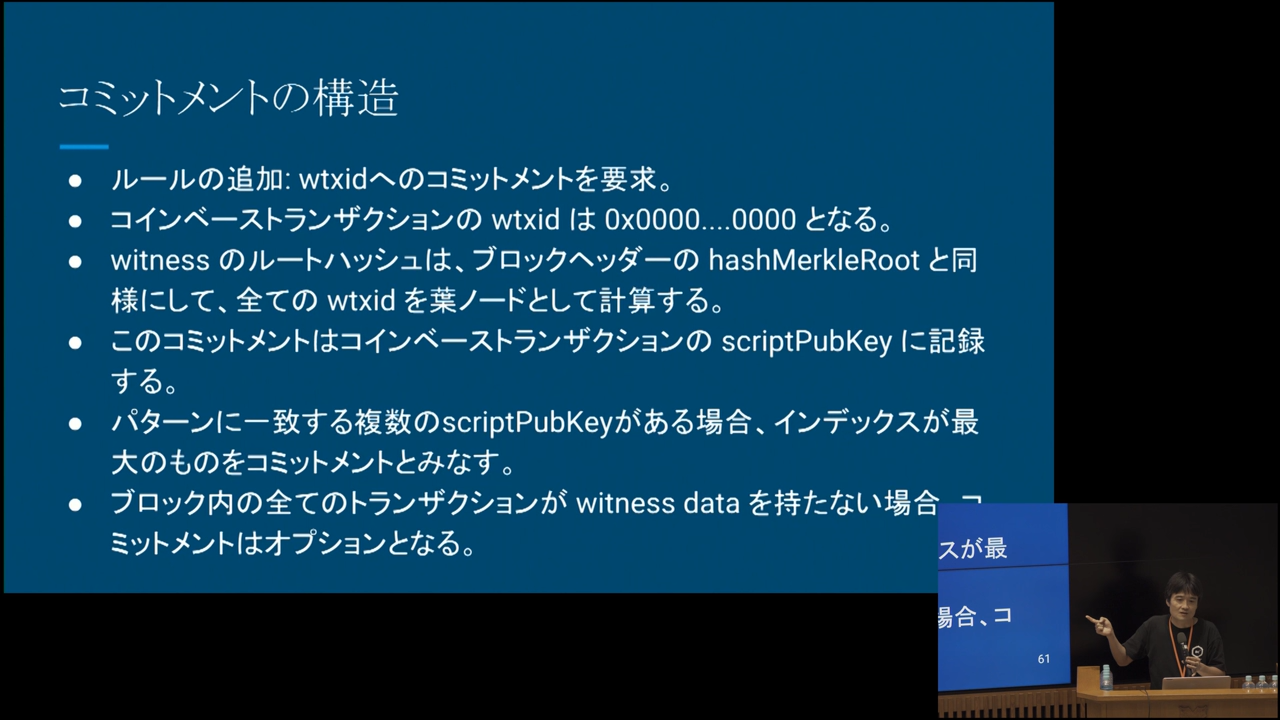 コミットメントの構造
● ルールの追加: wtxidへのコミットメントを要求。
● コインベーストランザクションの wtxid は 0x0000....0000 となる。
● witness のルートハッシュは、ブロックヘッダーの hashMerkleRoot と同
様にして、全ての wtxid を葉ノードとして計算する。
● このコミットメントはコインベーストランザクションの scriptPubKey に記録
する。
● パターンに一致する複数のscriptPubKeyがある場合、インデックスが最
大のものをコミットメントとみなす。
● ブロック内の全てのトランザクションが witness data を持たない場合、コ
ミットメントはオプションとなる。
スが最
場合、コ
61